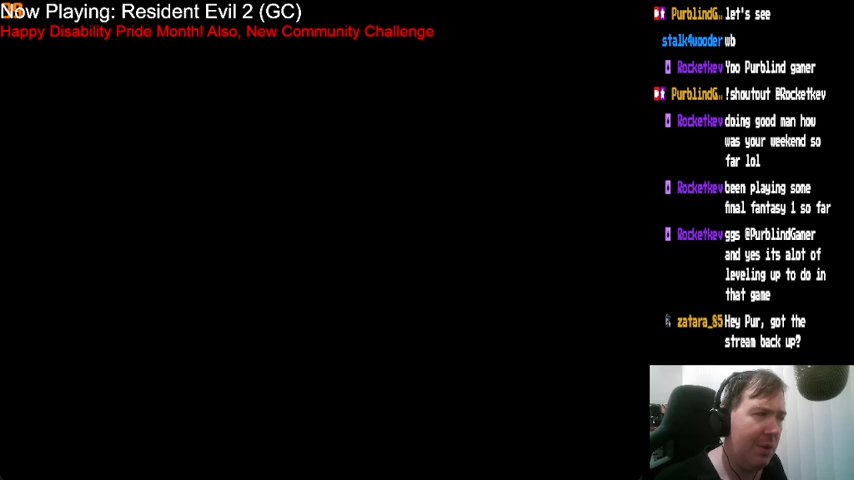 Now Playing: Resident Evil 2 (GC)
Happy Disability Pride Month! Also, New Community Challenge
PurblindG.. let's see
stalk4wooder wb
Rocketkev Yoo Purblind gamer
PurblindG.. !shoutout @Rocketkev
Rocketkev doing good man how
was your weekend so
far lol
Rocketkev been playing some
final fantasy 1 so far
Rocketkev ggs @PurblindGamer
and yes its alot of
leveling up to do in
that game
zatara_85 Hey Pur, got the
stream back up?